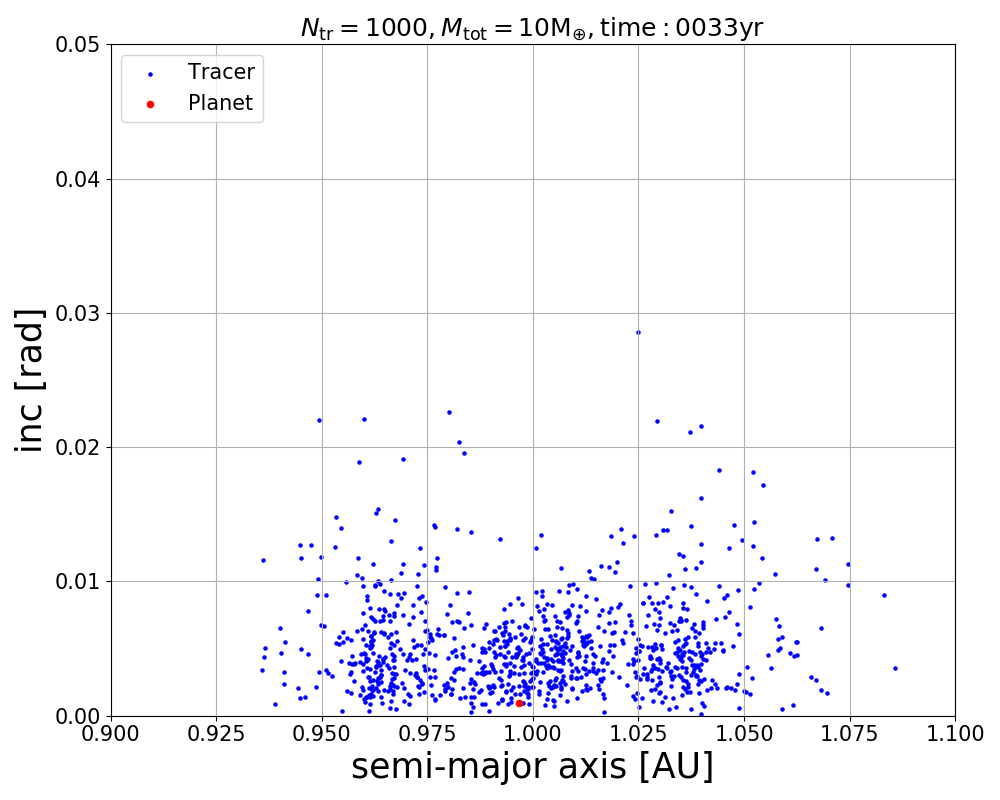 N_tr = 1000, M_tot = 10M_⊕, time : 0033yr
Tracer
Planet
inc [rad]
0.05
0.04
0.03
0.02
0.01
0.00
0.900 0.925 0.950 0.975 1.000 1.025 1.050 1.075 1.100
semi-major axis [AU]